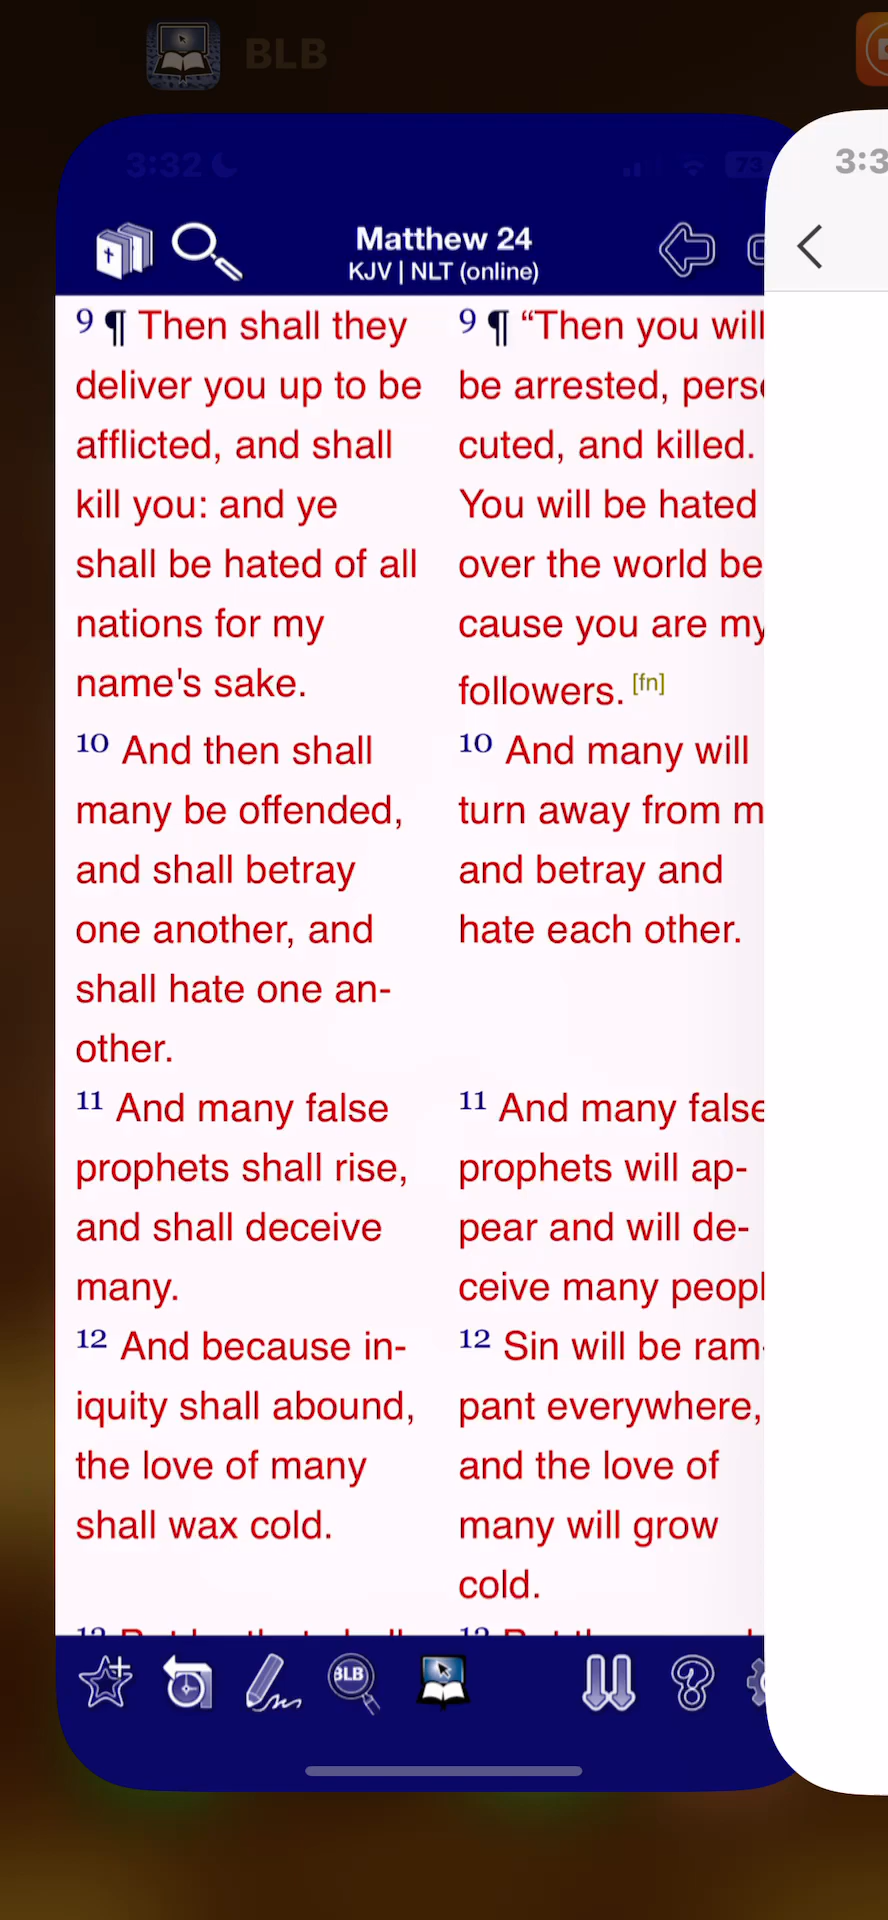 BLB
3:32
73
3:3
Matthew 24
KJV | NLT (online)
9 ¶ Then shall they
deliver you up to be
afflicted, and shall
kill you: and ye
shall be hated of all
nations for my
name's sake.
10 And then shall
many be offended,
and shall betray
one another, and
shall hate one an-
other.
11 And many false
prophets shall rise,
and shall deceive
many.
12 And because in-
iquity shall abound,
the love of many
shall wax cold.
9 ¶ “Then you will
be arrested, pers
cuted, and killed.
You will be hated
over the world be
cause you are my
followers. [fn]
10 And many will
turn away from m
and betray and
hate each other.
11 And many false
prophets will ap-
pear and will de-
ceive many peopl
12 Sin will be ram-
pant everywhere,
and the love of
many will grow
cold.
BLB